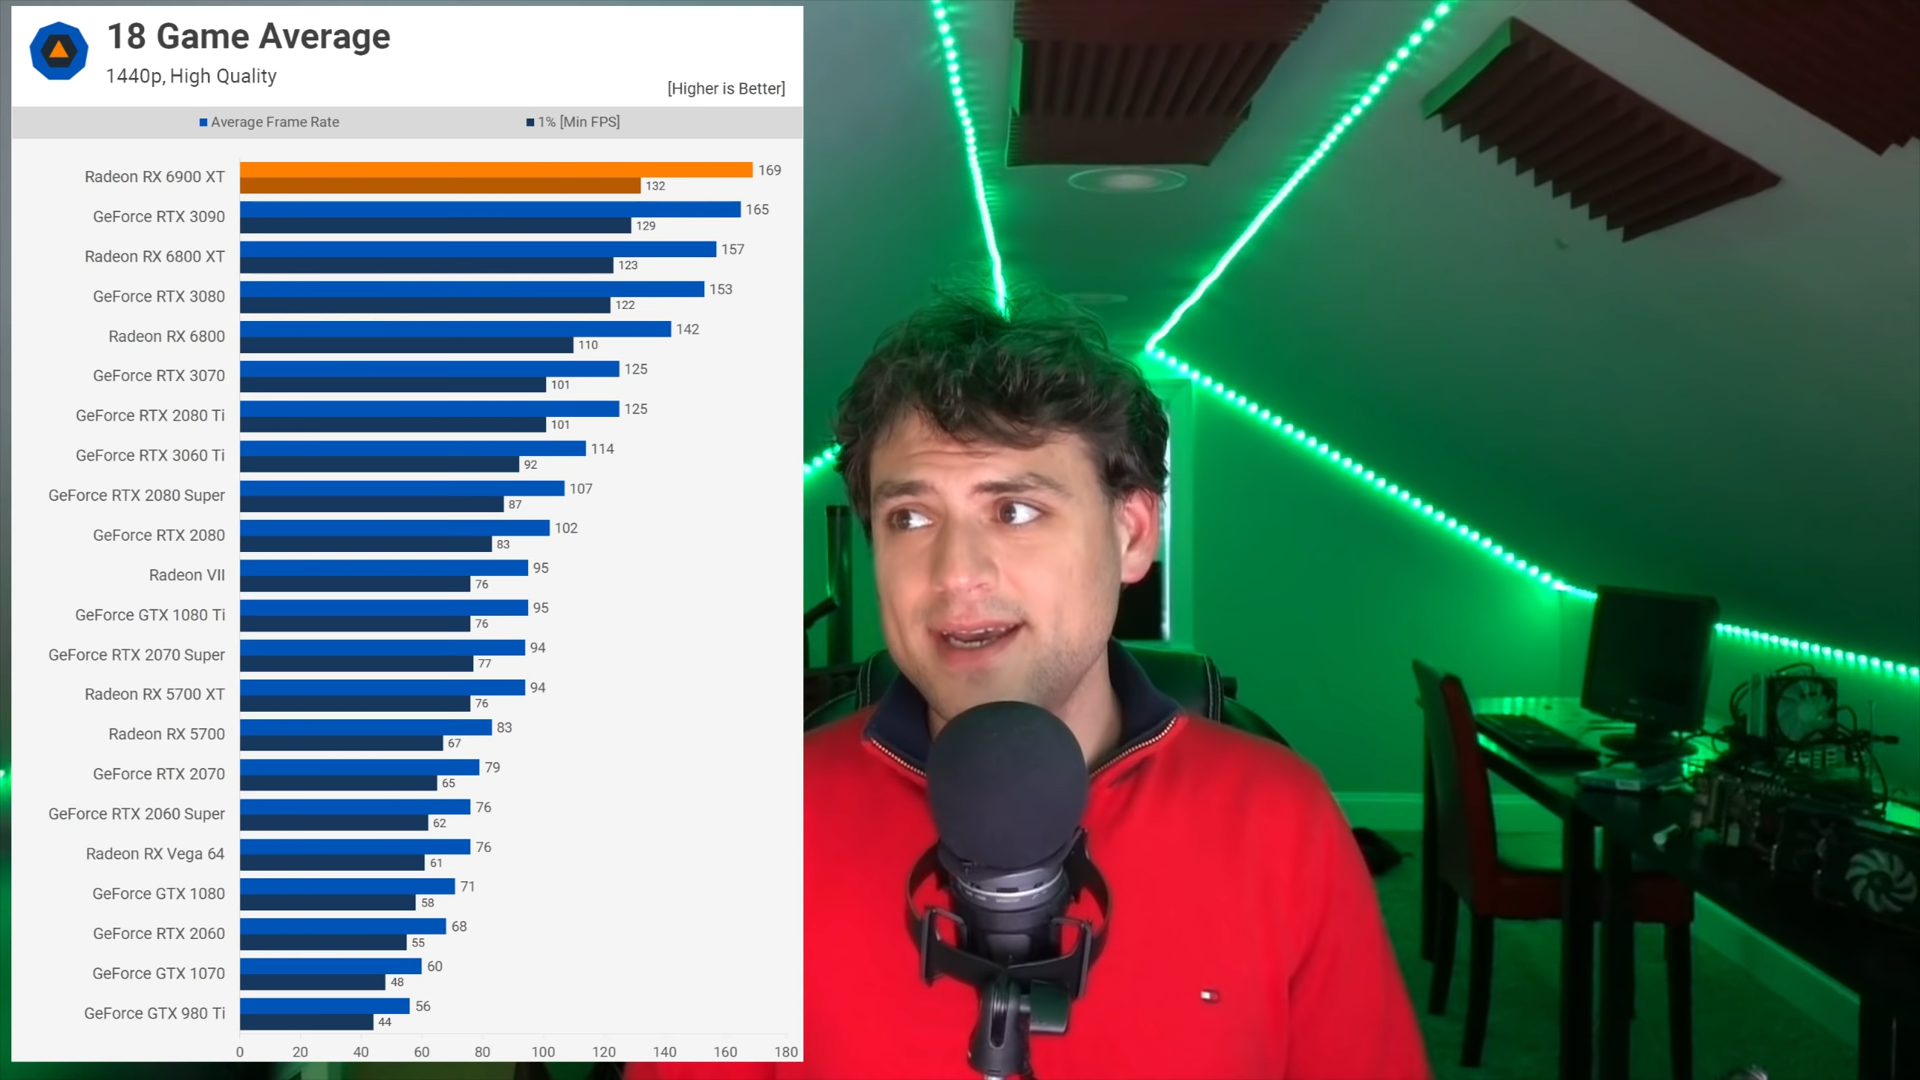 18 Game Average
1440p, High Quality
[Higher is Better]
Average Frame Rate 1% [Min FPS]
Radeon RX 6900 XT 169
132
GeForce RTX 3090 165
129
Radeon RX 6800 XT 157
123
GeForce RTX 3080 153
122
Radeon RX 6800 142
110
GeForce RTX 3070 125
101
GeForce RTX 2080 Ti 125
101
GeForce RTX 3060 Ti 114
92
GeForce RTX 2080 Super 107
87
GeForce RTX 2080 102
83
Radeon VII 95
76
GeForce GTX 1080 Ti 95
76
GeForce RTX 2070 Super 94
77
Radeon RX 5700 XT 94
76
Radeon RX 5700 83
67
GeForce RTX 2070 79
65
GeForce RTX 2060 Super 76
62
Radeon RX Vega 64 76
61
GeForce GTX 1080 71
58
GeForce RTX 2060 68
55
GeForce GTX 1070 60
48
GeForce GTX 980 Ti 56
44
0 20 40 60 80 100 120 140 160 180